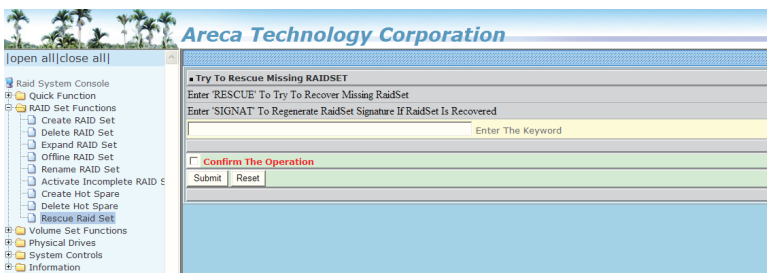 Areca Technology Corporation
|open all|close all|
Raid System Console
Quick Function
RAID Set Functions
Create RAID Set
Delete RAID Set
Expand RAID Set
Offline RAID Set
Rename RAID Set
Activate Incomplete RAID S
Create Hot Spare
Delete Hot Spare
Rescue Raid Set
Volume Set Functions
Physical Drives
System Controls
Information
Try To Rescue Missing RAIDSET
Enter 'RESCUE' To Try To Recover Missing RaidSet
Enter 'SIGNAT' To Regenerate RaidSet Signature If RaidSet Is Recovered
Enter The Keyword
Confirm The Operation
Submit Reset